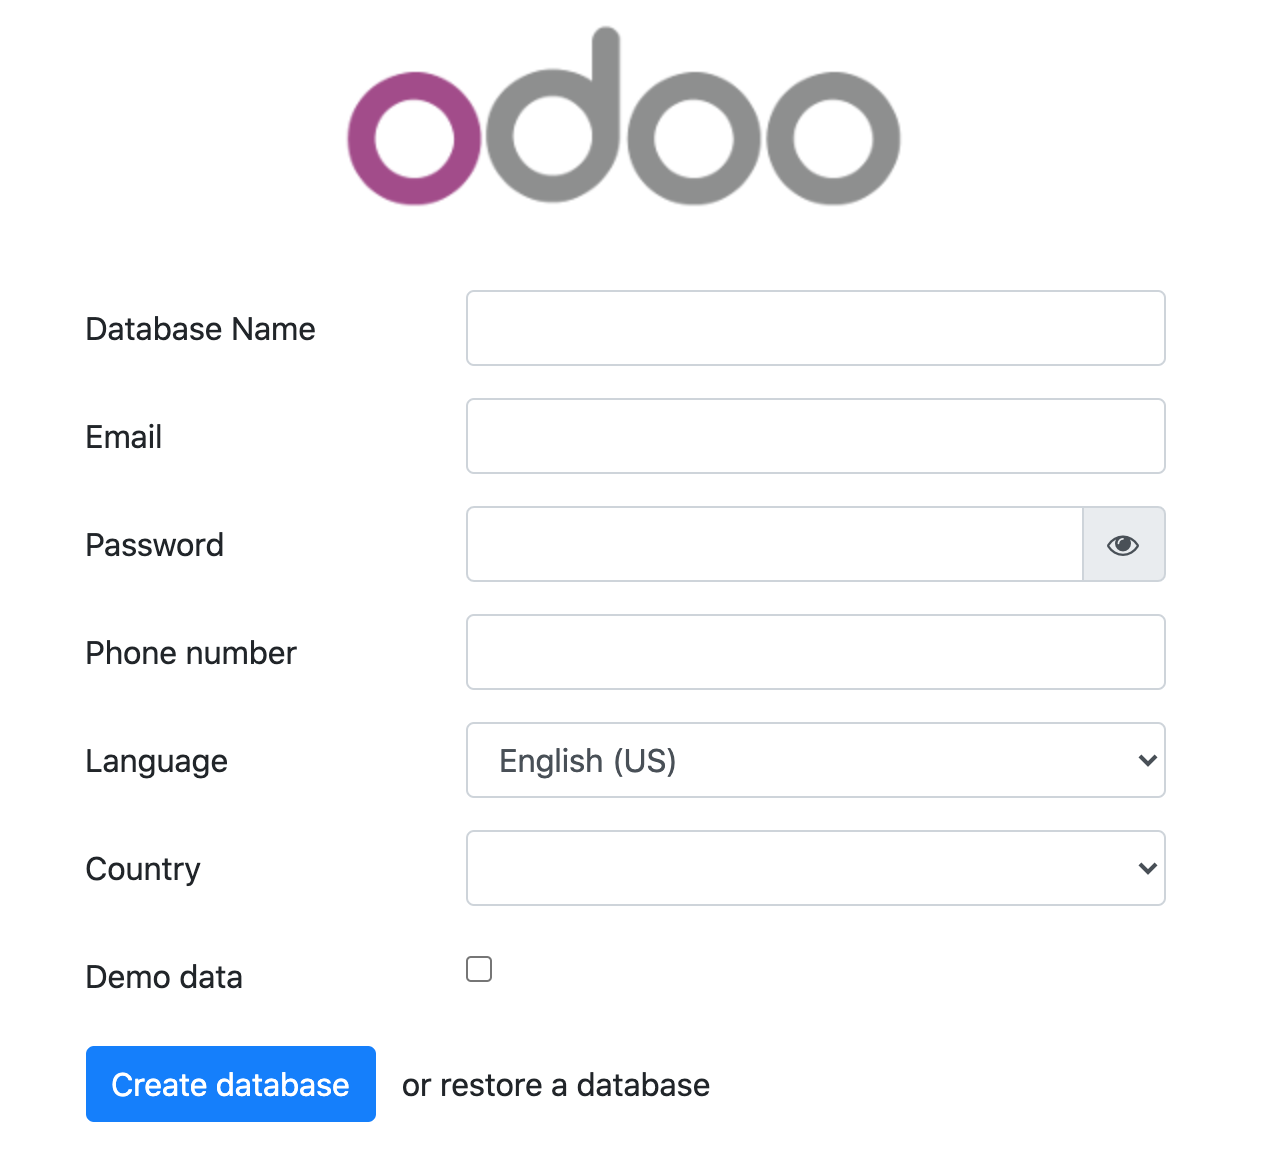 odoo
Database Name
Email
Password
Phone number
Language English (US)
Country
Demo data
Create database or restore a database